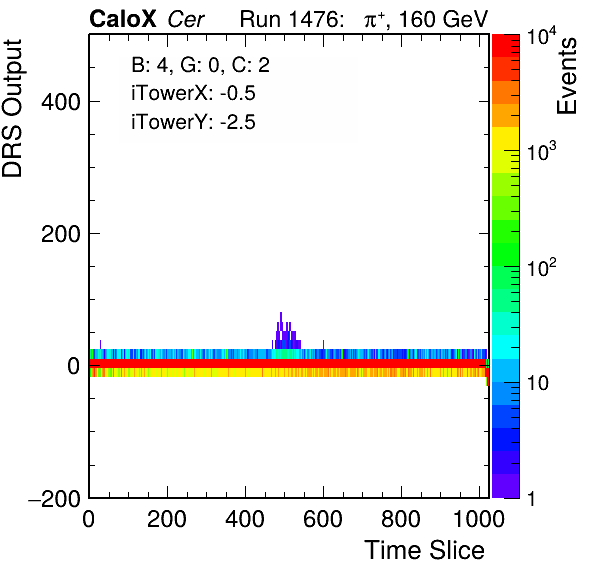 CaloX Cer Run 1476: π⁺, 160 GeV
B: 4, G: 0, C: 2
iTowerX: -0.5
iTowerY: -2.5
DRS Output
400
200
0
−200
0 200 400 600 800 1000
Time Slice
Events
10⁴
10³
10²
10
1